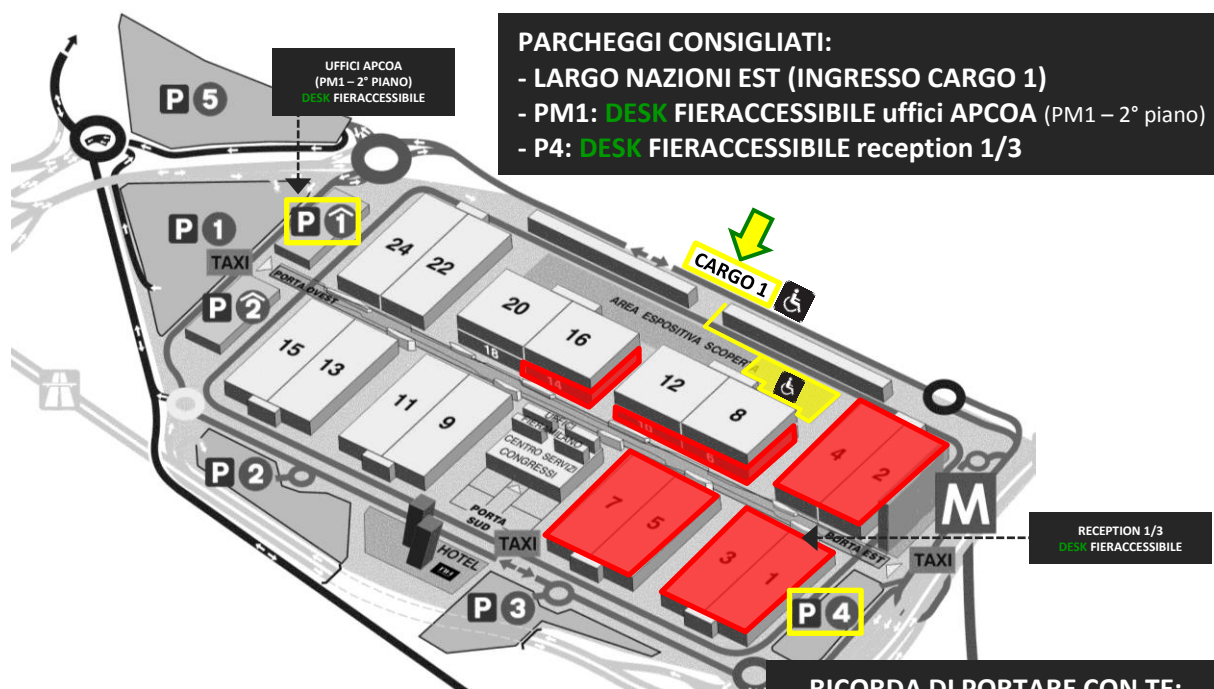 PARCHEGGI CONSIGLIATI:
- LARGO NAZIONI EST (INGRESSO CARGO 1)
- PM1: DESK FIERACCESSIBILE uffici APCOA (PM1 – 2° piano)
- P4: DESK FIERACCESSIBILE reception 1/3
UFFICI APCOA
(PM1 – 2° PIANO)
DESK FIERACCESSIBILE
P 5
P 1
P 1
TAXI
PORTA OVEST
P 2
24
22
CARGO 1
AREA ESPOSITIVA SCOPERTA
20
16
18
14
15
13
12
8
10
6
11
9
4
2
UFFICI
FIERA MILANO
CENTRO SERVIZI
CONGRESSI
P 2
7
5
M
PORTA
SUD
TAXI
HOTEL
3
1
PORTA EST
TAXI
RECEPTION 1/3
DESK FIERACCESSIBILE
P 3
P 4
RICORDA DI PORTARE CON TE: